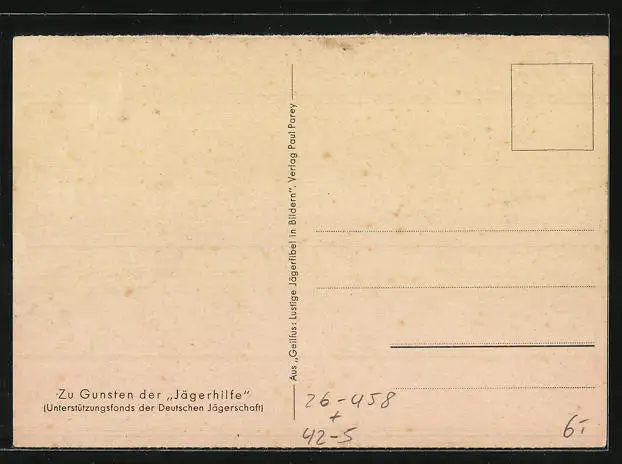 Zu Gunsten der „Jägerhilfe"
(Unterstützungsfonds der Deutschen Jägerschaft)
Aus „Geilfus: Lustige Jägerfibel in Bildern". Verlag Paul Parey
26-458
+
42-5
6,-